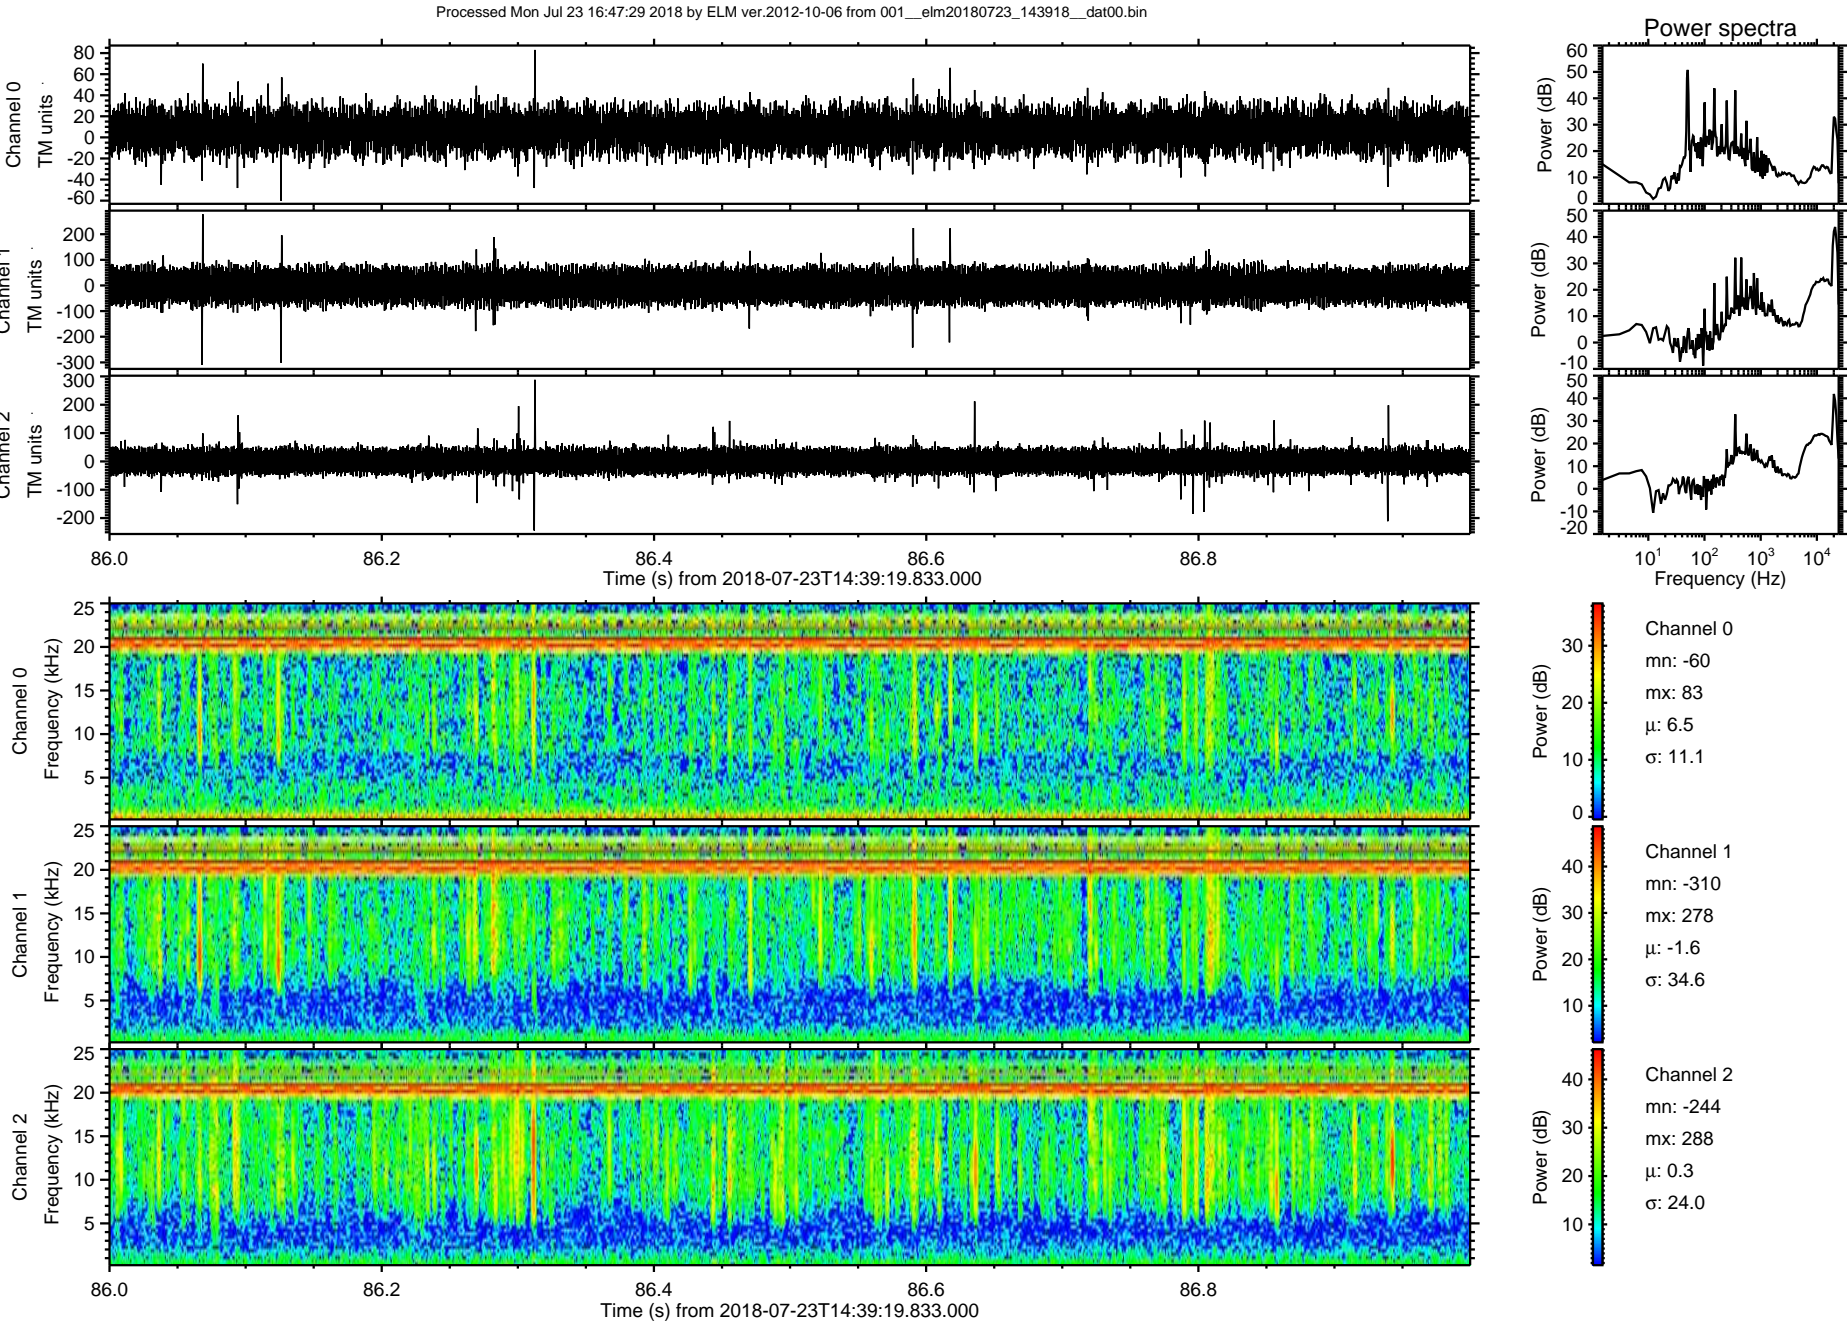 Processed Mon Jul 23 16:47:29 2018 by ELM ver.2012-10-06 from 001__elm20180723_143918__dat00.bin
Power spectra
Channel 0
TM units
80
60
40
20
0
-20
-40
-60
Power (dB)
60
50
40
30
20
10
0
Channel 1
TM units
200
100
0
-100
-200
-300
Power (dB)
50
40
30
20
10
0
-10
Channel 2
TM units
300
200
100
0
-100
-200
Power (dB)
50
40
30
20
10
0
-10
-20
86.0 86.2 86.4 86.6 86.8
Time (s) from 2018-07-23T14:39:19.833.000
10¹ 10² 10³ 10⁴
Frequency (Hz)
Channel 0
Frequency (kHz)
25
20
15
10
5
Power (dB)
30
20
10
0
Channel 0
mn: -60
mx: 83
μ: 6.5
σ: 11.1
Channel 1
Frequency (kHz)
25
20
15
10
5
Power (dB)
40
30
20
10
Channel 1
mn: -310
mx: 278
μ: -1.6
σ: 34.6
Channel 2
Frequency (kHz)
25
20
15
10
5
Power (dB)
40
30
20
10
Channel 2
mn: -244
mx: 288
μ: 0.3
σ: 24.0
86.0 86.2 86.4 86.6 86.8
Time (s) from 2018-07-23T14:39:19.833.000